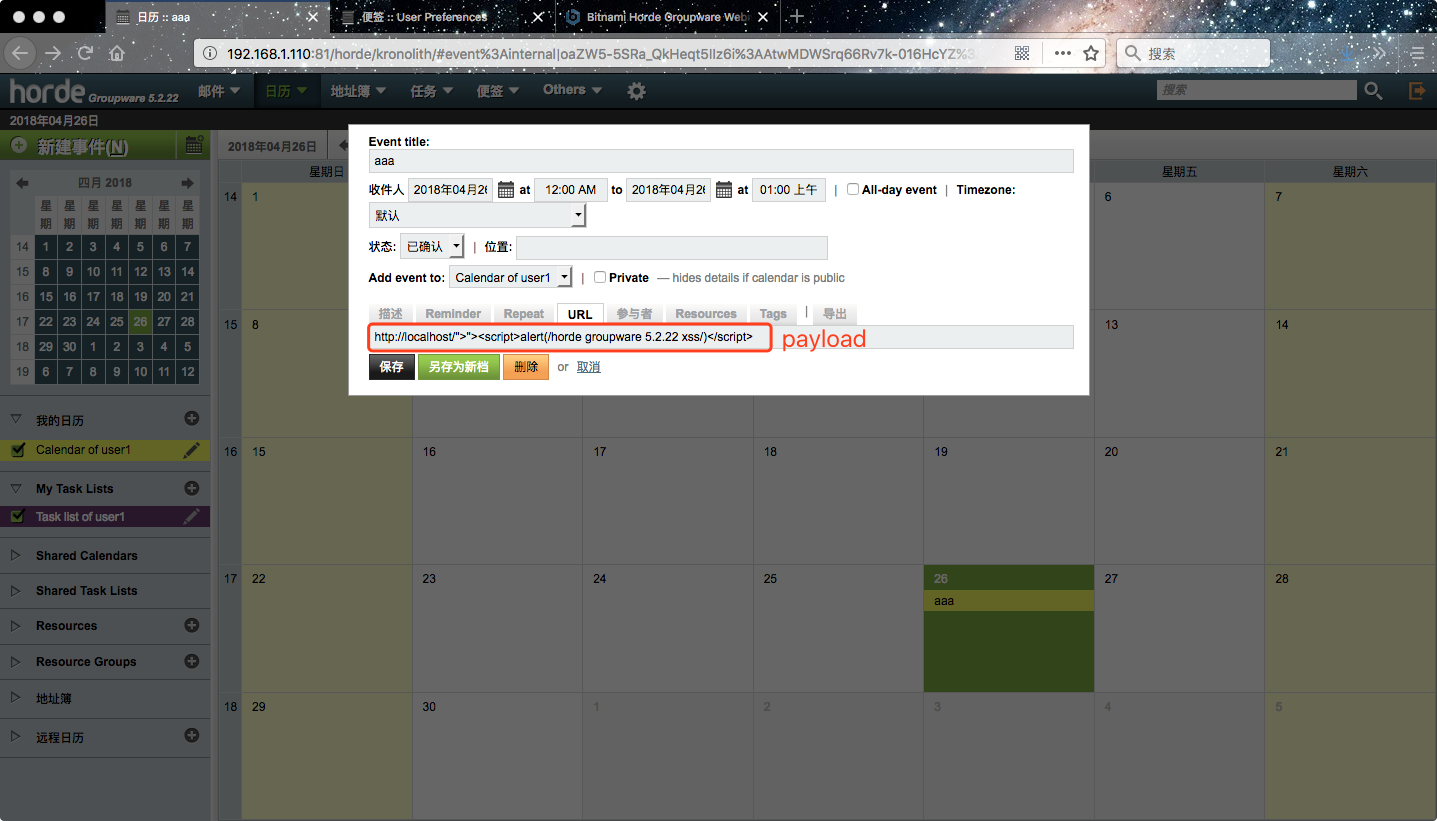 日历 :: aaa
便签 :: User Preferences
Bitnami Horde Groupware Web
192.168.1.110:81/horde/kronolith/#event%3Ainternal|oaZW5-5SRa_QkHeqt5IIz6i%3AAtwMDWSrq66Rv7k-016HcYZ%3
搜索
horde Groupware 5.2.22
邮件
日历
地址簿
任务
便签
Others
搜索
2018年04月26日
新建事件(N)
四月 2018
星期 星期 星期 星期 星期 星期 星期
14 1 2 3 4 5 6 7
15 8 9 10 11 12 13 14
16 15 16 17 18 19 20 21
17 22 23 24 25 26 27 28
18 29 30 1 2 3 4 5
19 6 7 8 9 10 11 12
我的日历
Calendar of user1
My Task Lists
Task list of user1
Shared Calendars
Shared Task Lists
Resources
Resource Groups
地址簿
远程日历
2018年04月26日
星期日 星期五 星期六
14 1 6 7
15 8 13 14
16 15 16 17 18 19 20 21
17 22 23 24 25 26 27 28
aaa
18 29 30 1 2 3 4 5
Event title:
aaa
收件人 2018年04月26 at 12:00 AM to 2018年04月26 at 01:00 上午 | All-day event | Timezone:
默认
状态: 已确认 | 位置:
Add event to: Calendar of user1 | Private — hides details if calendar is public
描述 Reminder Repeat URL 参与者 Resources Tags | 导出
http://localhost/">"><script>alert(/horde groupware 5.2.22 xss/)</script>
payload
保存 另存为新档 删除 or 取消